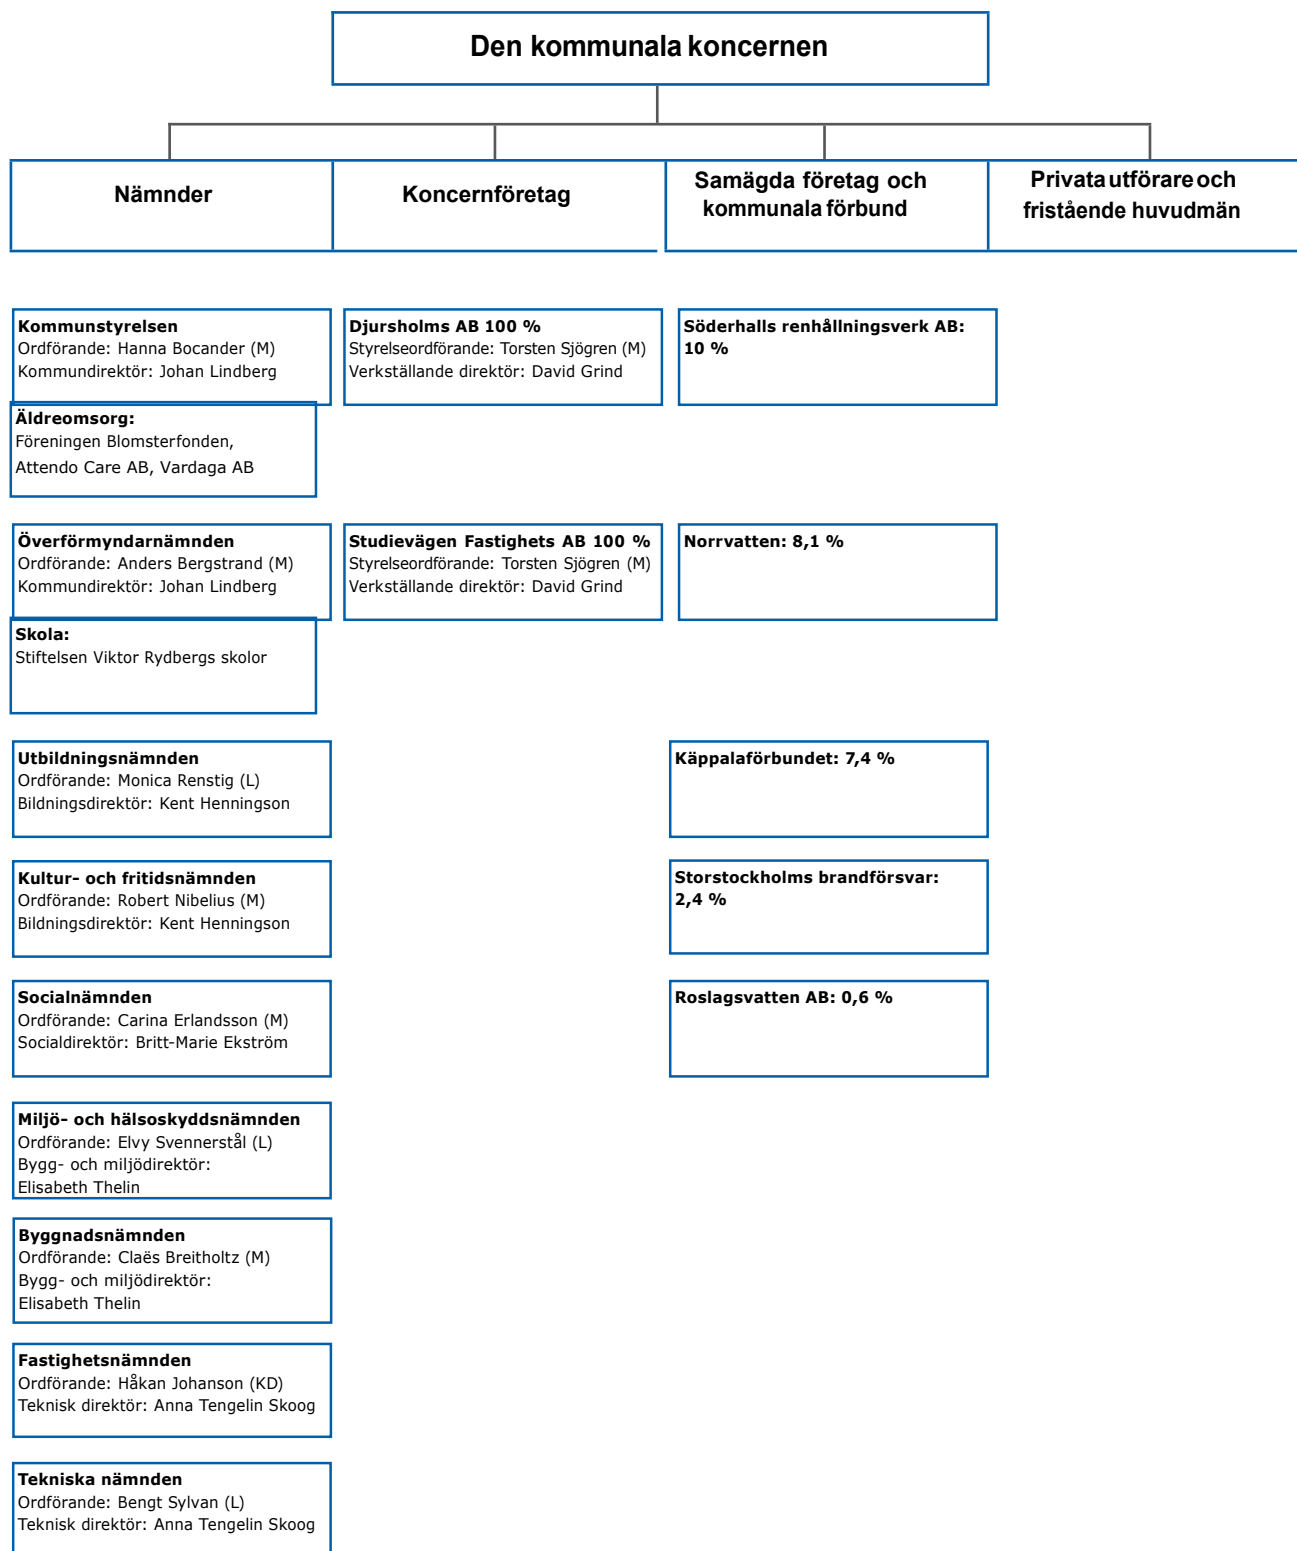 Den kommunala koncernen
Nämnder
Koncernföretag
Samägda företag och
kommunala förbund
Privata utförare och
fristående huvudmän
Kommunstyrelsen
Ordförande: Hanna Bocander (M)
Kommundirektör: Johan Lindberg
Djursholms AB 100 %
Styrelseordförande: Torsten Sjögren (M)
Verkställande direktör: David Grind
Söderhalls renhållningsverk AB:
10 %
Äldreomsorg:
Föreningen Blomsterfonden,
Attendo Care AB, Vardaga AB
Överförmyndarnämnden
Ordförande: Anders Bergstrand (M)
Kommundirektör: Johan Lindberg
Studievägen Fastighets AB 100 %
Styrelseordförande: Torsten Sjögren (M)
Verkställande direktör: David Grind
Norrvatten: 8,1 %
Skola:
Stiftelsen Viktor Rydbergs skolor
Utbildningsnämnden
Ordförande: Monica Renstig (L)
Bildningsdirektör: Kent Henningson
Käppalaförbundet: 7,4 %
Kultur- och fritidsnämnden
Ordförande: Robert Nibelius (M)
Bildningsdirektör: Kent Henningson
Storstockholms brandförsvar:
2,4 %
Socialnämnden
Ordförande: Carina Erlandsson (M)
Socialdirektör: Britt-Marie Ekström
Roslagsvatten AB: 0,6 %
Miljö- och hälsoskyddsnämnden
Ordförande: Elvy Svennerstål (L)
Bygg- och miljödirektör:
Elisabeth Thelin
Byggnadsnämnden
Ordförande: Claës Breitholtz (M)
Bygg- och miljödirektör:
Elisabeth Thelin
Fastighetsnämnden
Ordförande: Håkan Johanson (KD)
Teknisk direktör: Anna Tengelin Skoog
Tekniska nämnden
Ordförande: Bengt Sylvan (L)
Teknisk direktör: Anna Tengelin Skoog